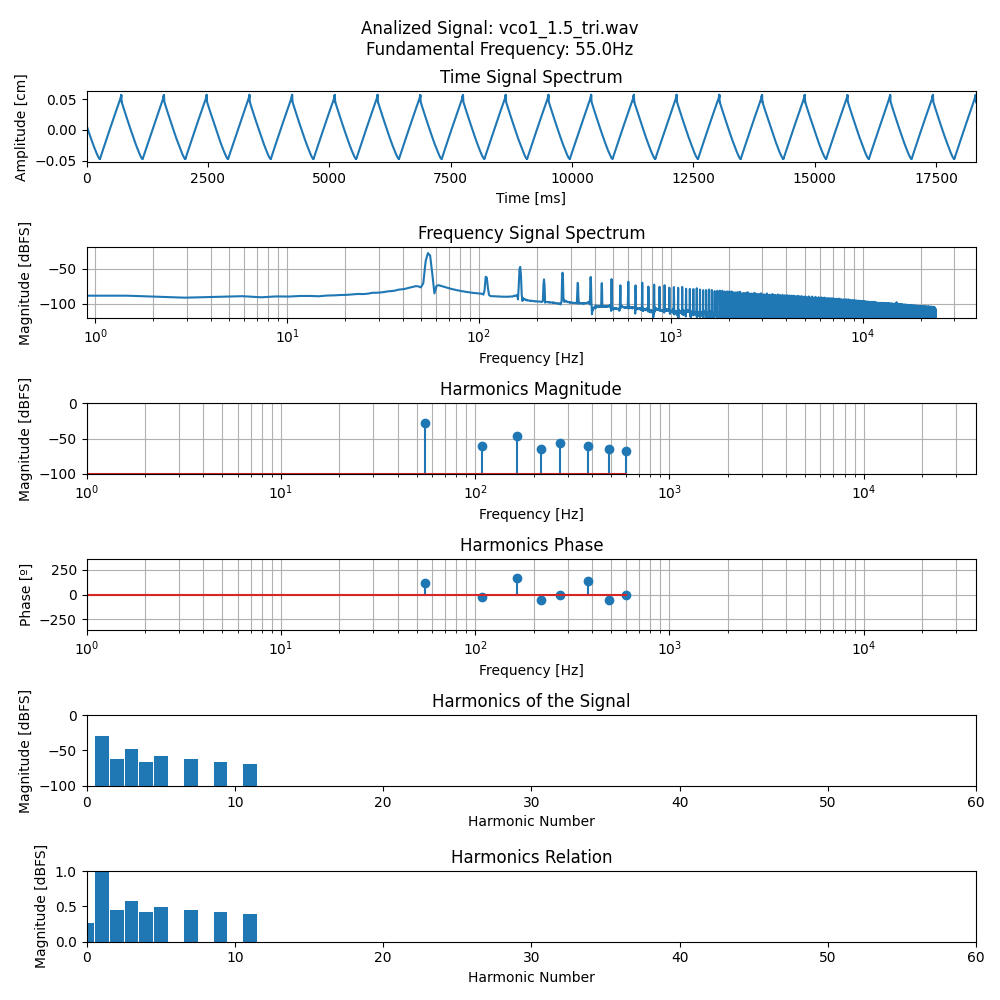 Analized Signal: vco1_1.5_tri.wav
Fundamental Frequency: 55.0Hz
Time Signal Spectrum
Amplitude [cm]
0.05
0.00
−0.05
0 2500 5000 7500 10000 12500 15000 17500
Time [ms]
Frequency Signal Spectrum
Magnitude [dBFS]
−50
−100
10⁰ 10¹ 10² 10³ 10⁴
Frequency [Hz]
Harmonics Magnitude
Magnitude [dBFS]
0
−50
−100
10⁰ 10¹ 10² 10³ 10⁴
Frequency [Hz]
Harmonics Phase
Phase [º]
250
0
−250
10⁰ 10¹ 10² 10³ 10⁴
Frequency [Hz]
Harmonics of the Signal
Magnitude [dBFS]
0
−50
−100
0 10 20 30 40 50 60
Harmonic Number
Harmonics Relation
Magnitude [dBFS]
1.0
0.5
0.0
0 10 20 30 40 50 60
Harmonic Number